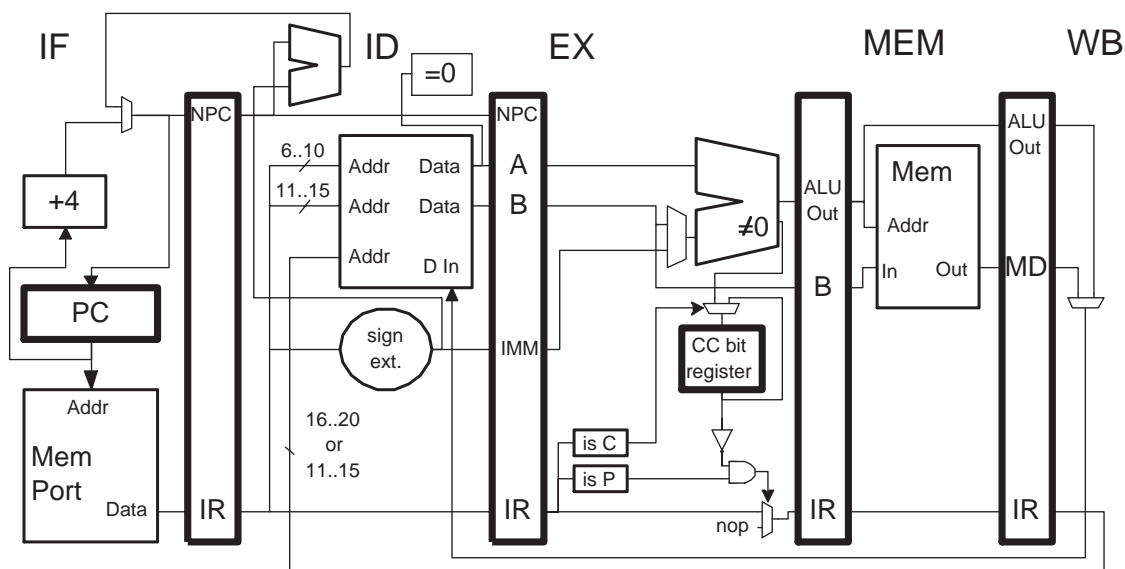 IF
ID
EX
MEM
WB
=0
NPC
NPC
+4
6..10
11..15
Addr
Data
Addr
Data
Addr
D In
A
B
≠0
ALU
Out
B
Mem
Addr
In
Out
ALU
Out
MD
PC
sign
ext.
IMM
CC bit
register
Addr
Mem
Port
Data
16..20
or
11..15
is C
is P
nop
IR
IR
IR
IR